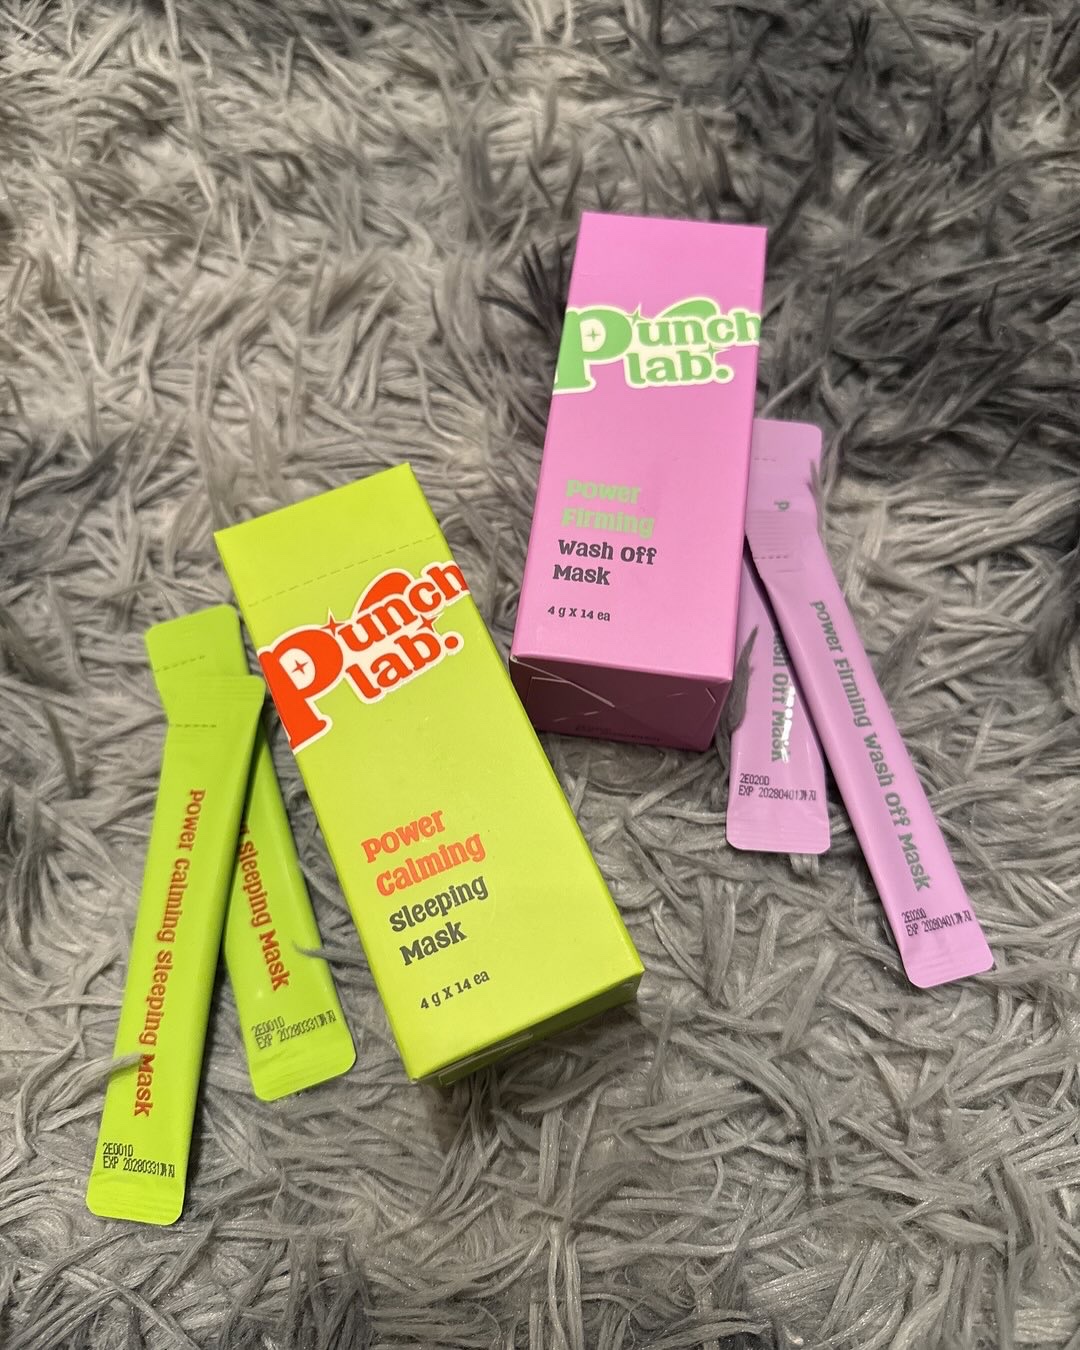 Punch
lab.
Power
Firming
Wash Off
Mask
4 g X 14 ea
Power Firming Wash Off Mask
2E020D
EXP 20280401까지
Wash Off Mask
2E020D
EXP 20280401까지
Punch
lab.
Power
Calming
Sleeping
Mask
4 g X 14 ea
Power Calming Sleeping Mask
2E001D
EXP 20280331까지
Sleeping Mask
2E001D
EXP 20280331까지